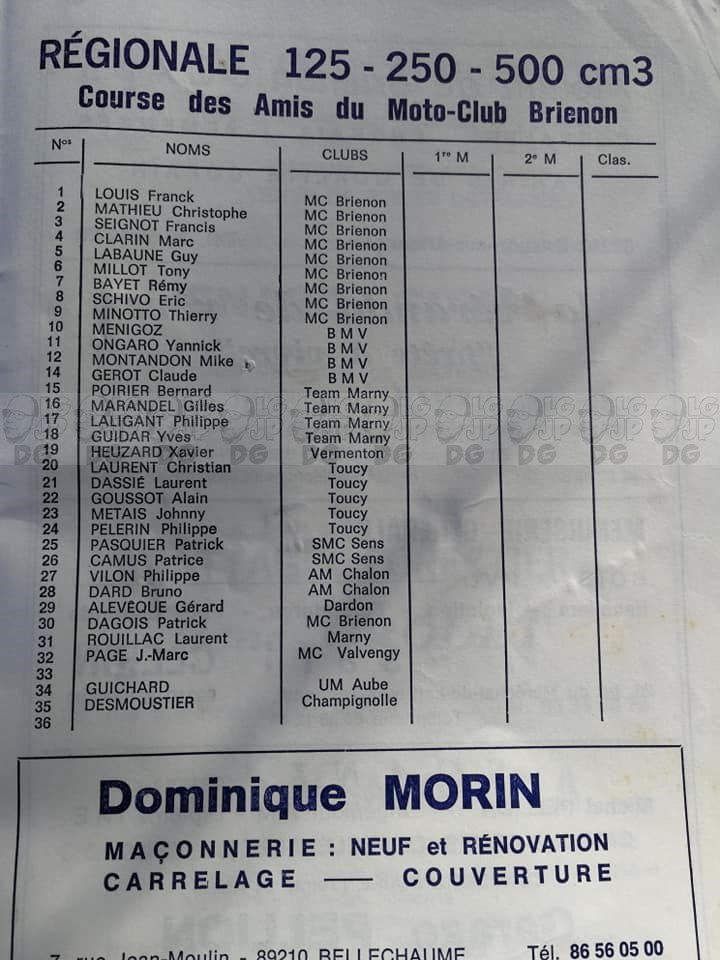 RÉGIONALE 125 - 250 - 500 cm3
Course des Amis du Moto-Club Brienon
Nos NOMS CLUBS 1re M 2e M Clas.
1 LOUIS Franck MC Brienon
2 MATHIEU Christophe MC Brienon
3 SEIGNOT Francis MC Brienon
4 CLARIN Marc MC Brienon
5 LABAUNE Guy MC Brienon
6 MILLOT Tony MC Brienon
7 BAYET Rémy MC Brienon
8 SCHIVO Eric MC Brienon
9 MINOTTO Thierry MC Brienon
10 MENIGOZ B M V
11 ONGARO Yannick B M V
12 MONTANDON Mike B M V
14 GEROT Claude B M V
15 POIRIER Bernard Team Marny
16 MARANDEL Gilles Team Marny
17 LALIGANT Philippe Team Marny
18 GUIDAR Yves Team Marny
19 HEUZARD Xavier Vermenton
20 LAURENT Christian Toucy
21 DASSIÉ Laurent Toucy
22 GOUSSOT Alain Toucy
23 METAIS Johnny Toucy
24 PELERIN Philippe Toucy
25 PASQUIER Patrick SMC Sens
26 CAMUS Patrice SMC Sens
27 VILON Philippe AM Chalon
28 DARD Bruno AM Chalon
29 ALEVÈQUE Gérard Dardon
30 DAGOIS Patrick MC Brienon
31 ROUILLAC Laurent Marny
32 PAGE J.-Marc MC Valvengy
33
34 GUICHARD UM Aube
35 DESMOUSTIER Champignolle
36
Dominique MORIN
MAÇONNERIE : NEUF et RÉNOVATION
CARRELAGE — COUVERTURE
7, rue Jean-Moulin - 89210 BELLECHAUME Tél. 86 56 05 00